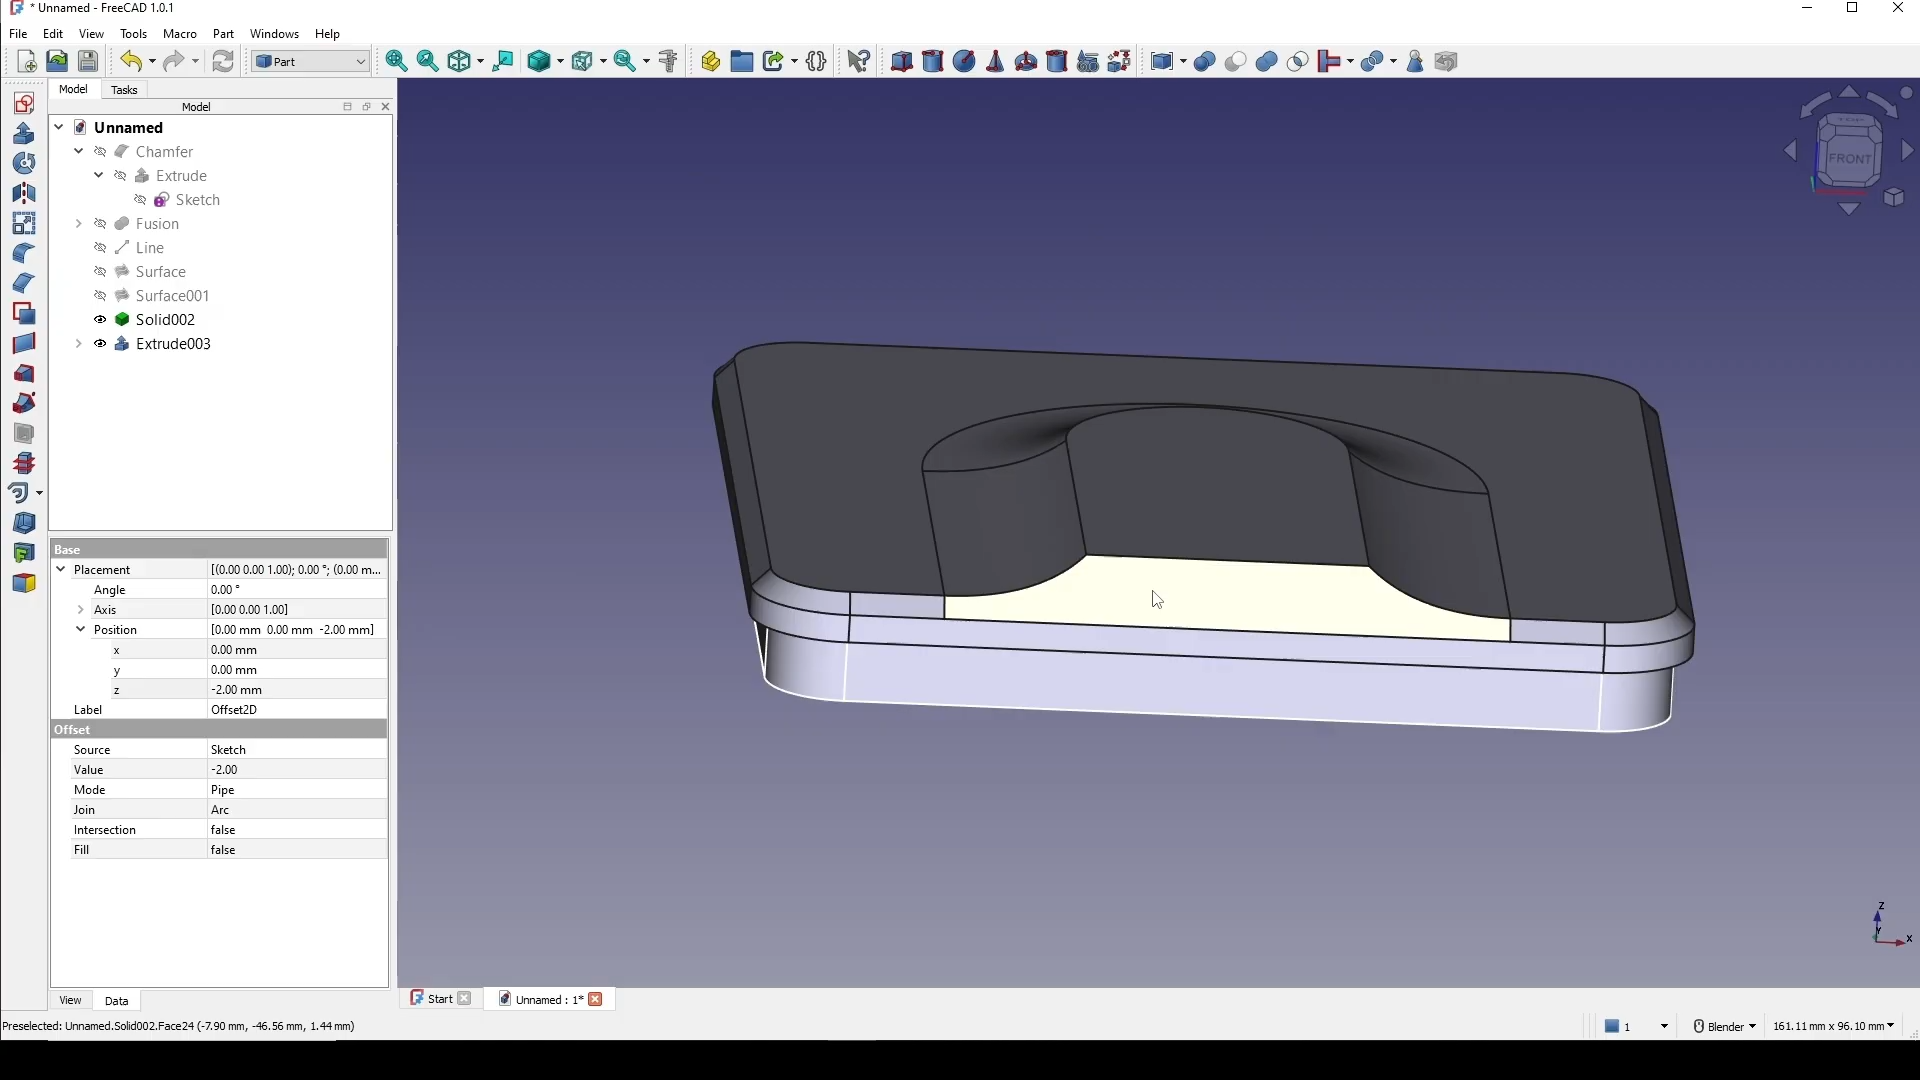 * Unnamed - FreeCAD 1.0.1
File Edit View Tools Macro Part Windows Help
Part
Model Tasks
Model
Unnamed
Chamfer
Extrude
Sketch
Fusion
Line
Surface
Surface001
Solid002
Extrude003
Base
Placement [(0.00 0.00 1.00); 0.00 °; (0.00 m...
Angle 0.00 °
Axis [0.00 0.00 1.00]
Position [0.00 mm 0.00 mm -2.00 mm]
x 0.00 mm
y 0.00 mm
z -2.00 mm
Label Offset2D
Offset
Source Sketch
Value -2.00
Mode Pipe
Join Arc
Intersection false
Fill false
View Data
TOP
FRONT
Z
Y
X
Start Unnamed : 1*
Preselected: Unnamed.Solid002.Face24 (-7.90 mm, -46.56 mm, 1.44 mm)
1 Blender 161.11 mm x 96.10 mm